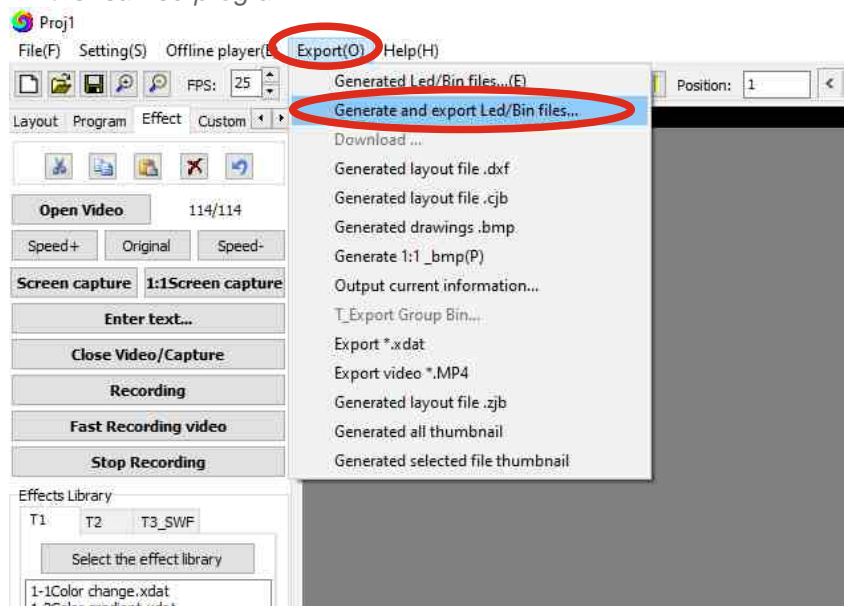 Proj1
File(F) Setting(S) Offline player( Export(O) Help(H)
FPS: 25 Position: 1 <
Layout Program Effect Custom
Open Video 114/114
Speed+ Original Speed-
Screen capture 1:1Screen capture
Enter text...
Close Video/Capture
Recording
Fast Recording video
Stop Recording
Effects Library
T1 T2 T3_SWF
Select the effect library
1-1Color change.xdat
Generated Led/Bin files...(E)
Generate and export Led/Bin files...
Download ...
Generated layout file .dxf
Generated layout file .cjb
Generated drawings .bmp
Generate 1:1 _bmp(P)
Output current information...
T_Export Group Bin...
Export *.xdat
Export video *.MP4
Generated layout file .zjb
Generated all thumbnail
Generated selected file thumbnail